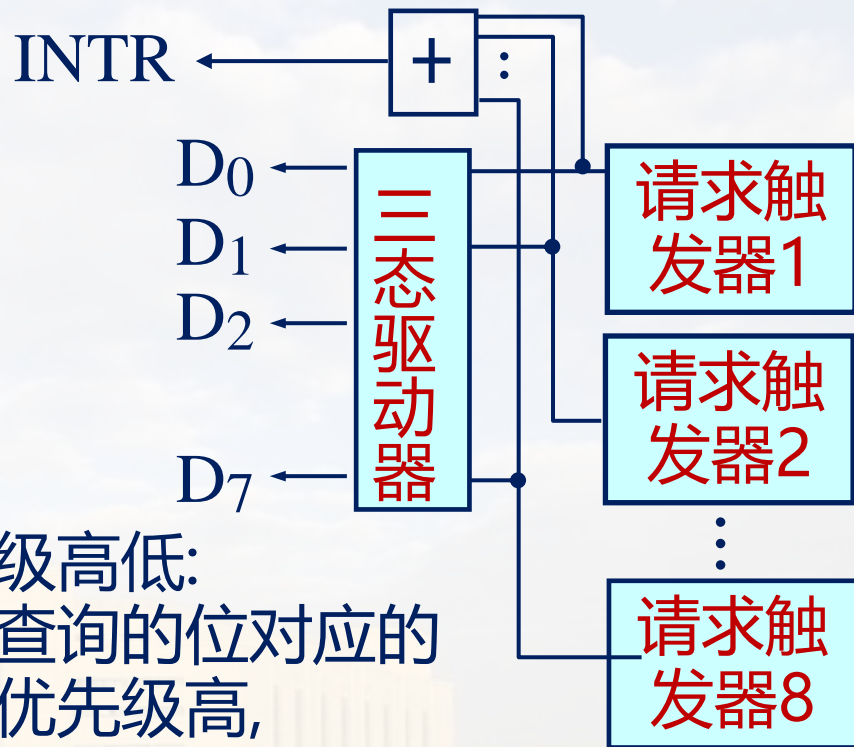 INTR
+
D0
D1
D2
D7
三态驱动器
请求触
发器1
请求触
发器2
请求触
发器8
级高低:
查询的位对应的
优先级高,